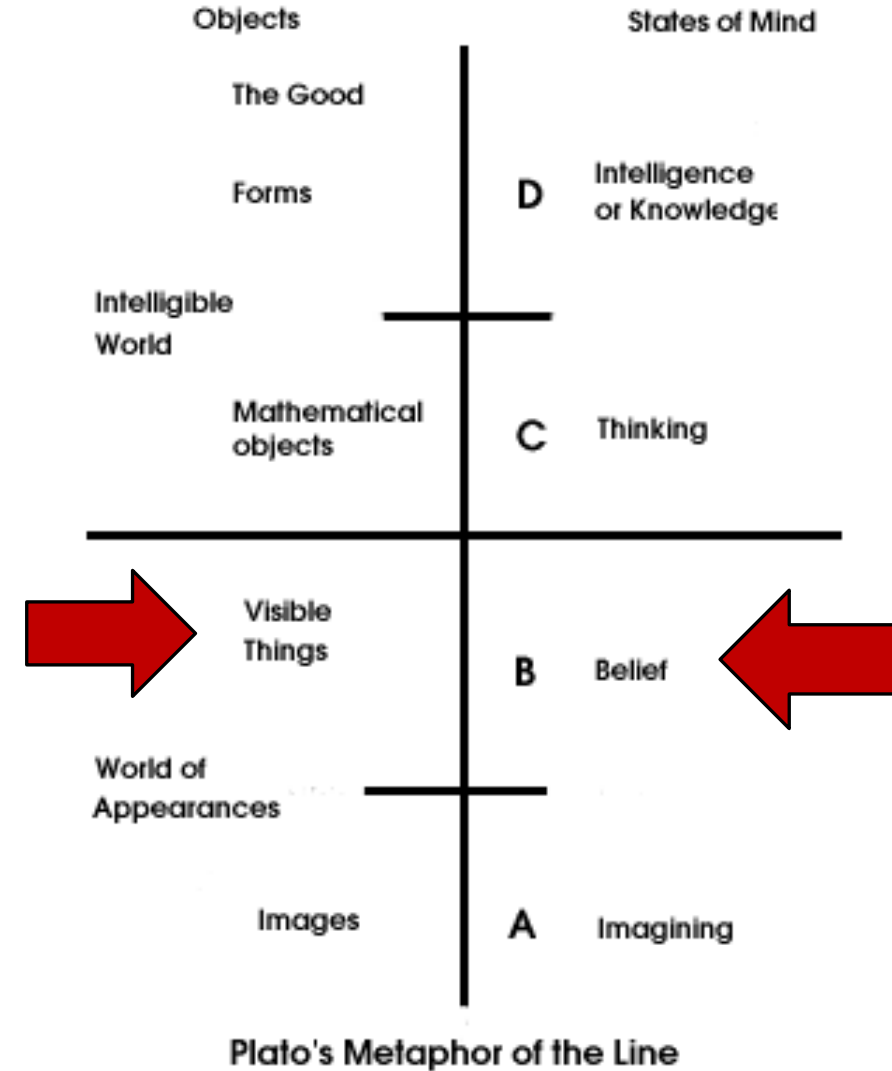 Objects
States of Mind
The Good
Forms
D
Intelligence
or Knowledge
Intelligible
World
Mathematical
objects
C
Thinking
Visible
Things
B
Belief
World of
Appearances
Images
A
Imagining
Plato's Metaphor of the Line